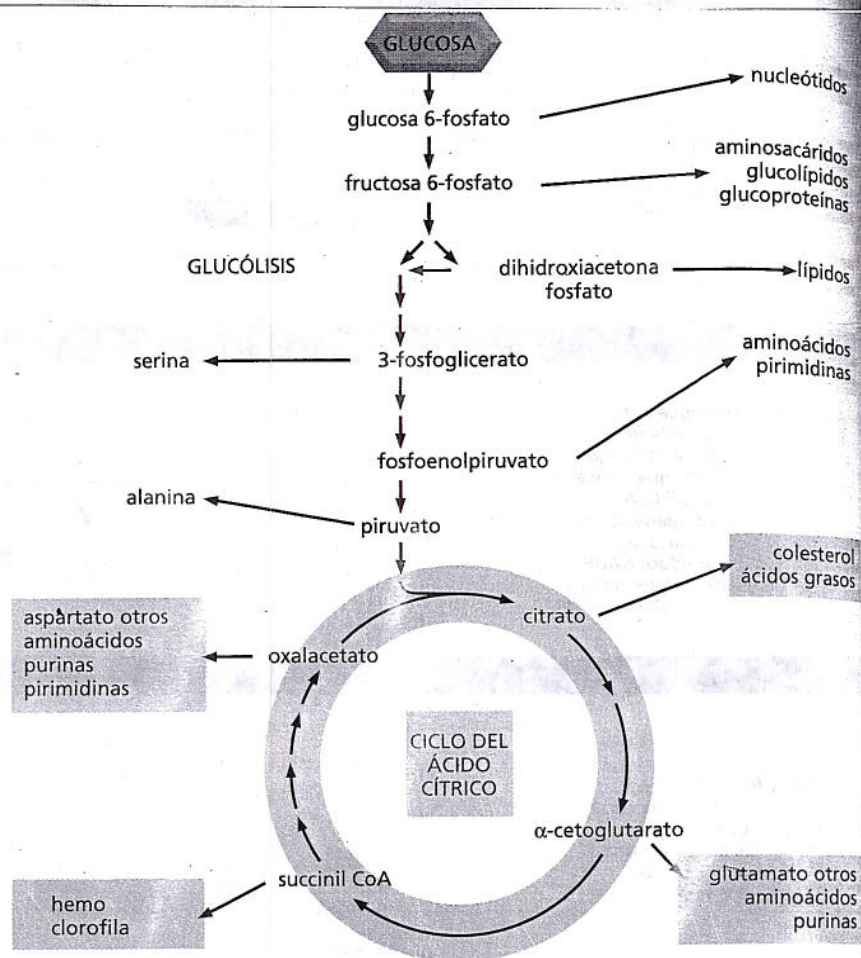 GLUCOSA
nucleótidos
glucosa 6-fosfato
aminosacáridos
glucolípidos
glucoproteínas
fructosa 6-fosfato
GLUCÓLISIS
dihidroxiacetona
fosfato
lípidos
serina
3-fosfoglicerato
aminoácidos
pirimidinas
fosfoenolpiruvato
alanina
piruvato
colesterol
ácidos grasos
citrato
aspartato otros
aminoácidos
purinas
pirimidinas
oxalacetato
CICLO DEL
ÁCIDO
CÍTRICO
α-cetoglutarato
glutamato otros
aminoácidos
purinas
succinil CoA
hemo
clorofila